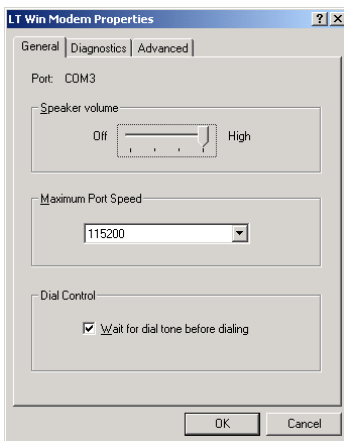 LT Win Modem Properties
General Diagnostics Advanced
Port: COM3
Speaker volume
Off High
Maximum Port Speed
115200
Dial Control
Wait for dial tone before dialing
OK Cancel